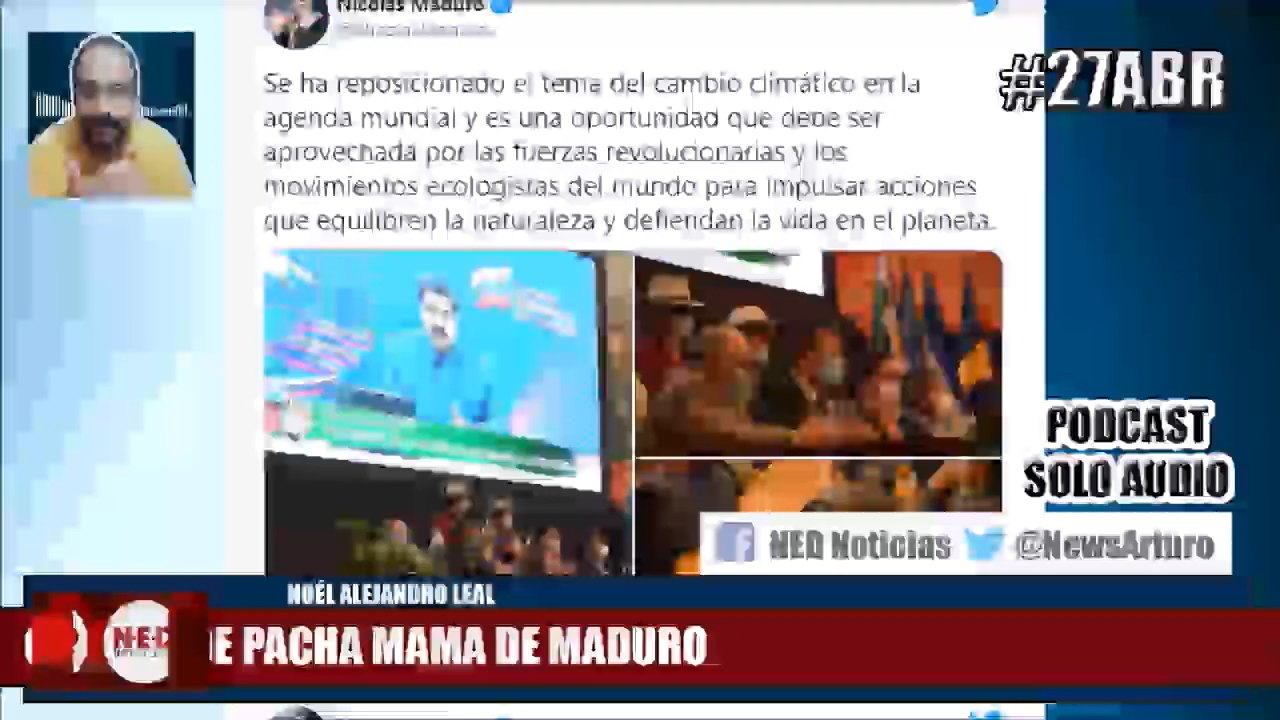 Nicolás Maduro
Se ha reposicionado el tema del cambio climático en la
agenda mundial y es una oportunidad que debe ser
aprovechada por las fuerzas revolucionarias y los
movimientos ecologistas del mundo para impulsar acciones
que equilibren la naturaleza y defiendan la vida en el planeta.
#27ABR
PODCAST
SOLO AUDIO
NED Noticias @NewsArturo
NOÉL ALEJANDRO LEAL
N·E·D
E PACHA MAMA DE MADURO